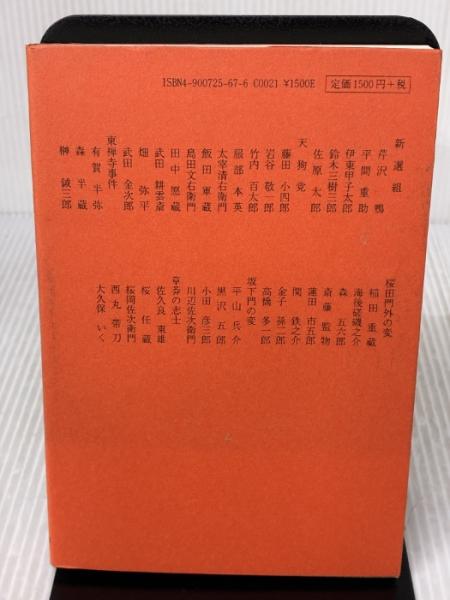 ISBN4-900725-67-6 C0021 ¥1500E
定価1500円+税
新選組
芹沢 鴨
平間 重助
伊東甲子太郎
鈴木三樹三郎
佐原 太郎
天狗党
藤田 小四郎
岩谷 敬一郎
竹内 百太郎
服部 本英
太宰清右衛門
飯田 軍蔵
島田文右衛門
田中 愿蔵
武田 耕雲斎
畑 弥平
武田 金次郎
東禅寺事件
有賀 半弥
森 半蔵
榊 鉞三郎
桜田門外の変
稲田 重蔵
海後磋磯之介
森 五六郎
斎藤 監物
蓮田 市五郎
関 鉄之介
金子 孫二郎
高橋 多一郎
坂下門の変
平山 兵介
黒沢 五郎
小田 彦三郎
川辺佐次衛門
草莽の志士
佐久良 東雄
桜 任蔵
桜岡佐次衛門
西丸 帯刀
大久保 いく